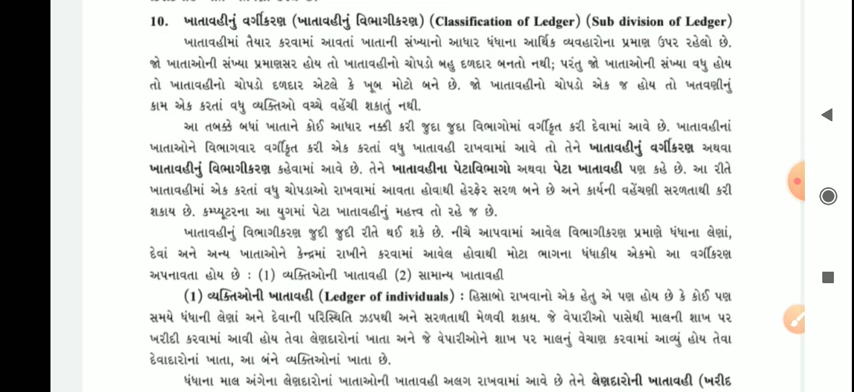 10. ખાતાવહીનું વર્ગીકરણ (ખાતાવહીનું વિભાગીકરણ) (Classification of Ledger) (Sub division of Ledger)
ખાતાવહીમાં તૈયાર કરવામાં આવતાં ખાતાની સંખ્યાનો આધાર ધંધાના આર્થિક વ્યવહારોના પ્રમાણ ઉપર રહેલો છે.
જો ખાતાઓની સંખ્યા પ્રમાણસર હોય તો ખાતાવહીનો ચોપડો બહુ દળદાર બનતો નથી; પરંતુ જો ખાતાઓની સંખ્યા વધુ હોય
તો ખાતાવહીનો ચોપડો દળદાર એટલે કે ખૂબ મોટો બને છે. જો ખાતાવહીનો ચોપડો એક જ હોય તો ખતવણીનું
કામ એક કરતાં વધુ વ્યક્તિઓ વચ્ચે વહેંચી શકાતું નથી.
આ તબક્કે બધાં ખાતાને કોઈ આધાર નક્કી કરી જુદા જુદા વિભાગોમાં વર્ગીકૃત કરી દેવામાં આવે છે. ખાતાવહીનાં
ખાતાઓને વિભાગવાર વર્ગીકૃત કરી એક કરતાં વધુ ખાતાવહી રાખવામાં આવે તો તેને ખાતાવહીનું વર્ગીકરણ અથવા
ખાતાવહીનું વિભાગીકરણ કહેવામાં આવે છે. તેને ખાતાવહીના પેટાવિભાગો અથવા પેટા ખાતાવહી પણ કહે છે. આ રીતે
ખાતાવહીમાં એક કરતાં વધુ ચોપડાઓ રાખવામાં આવતા હોવાથી હેરફેર સરળ બને છે અને કાર્યની વહેંચણી સરળતાથી કરી
શકાય છે. કમ્પ્યૂટરના આ યુગમાં પેટા ખાતાવહીનું મહત્ત્વ તો રહે જ છે.
ખાતાવહીનું વિભાગીકરણ જુદી જુદી રીતે થઈ શકે છે. નીચે આપવામાં આવેલ વિભાગીકરણ પ્રમાણે ધંધાના લેણાં,
દેવાં અને અન્ય ખાતાઓને કેન્દ્રમાં રાખીને કરવામાં આવેલ હોવાથી મોટા ભાગના ધંધાકીય એકમો આ વર્ગીકરણ
અપનાવતા હોય છે : (1) વ્યક્તિઓની ખાતાવહી (2) સામાન્ય ખાતાવહી
(1) વ્યક્તિઓની ખાતાવહી (Ledger of individuals) : હિસાબો રાખવાનો એક હેતુ એ પણ હોય છે કે કોઈ પણ
સમયે ધંધાની લેણાં અને દેવાની પરિસ્થિતિ ઝડપથી અને સરળતાથી મેળવી શકાય. જે વેપારીઓ પાસેથી માલની શાખ પર
ખરીદી કરવામાં આવી હોય તેવા લેણદારોનાં ખાતા અને જે વેપારીઓને શાખ પર માલનું વેચાણ કરવામાં આવ્યું હોય તેવા
દેવાદારોનાં ખાતા, આ બંને વ્યક્તિઓનાં ખાતા છે.
ધંધાના માલ અંગેના લેણદારોનાં ખાતાઓની ખાતાવહી અલગ રાખવામાં આવે છે તેને લેણદારોની ખાતાવહી (ખરીદ